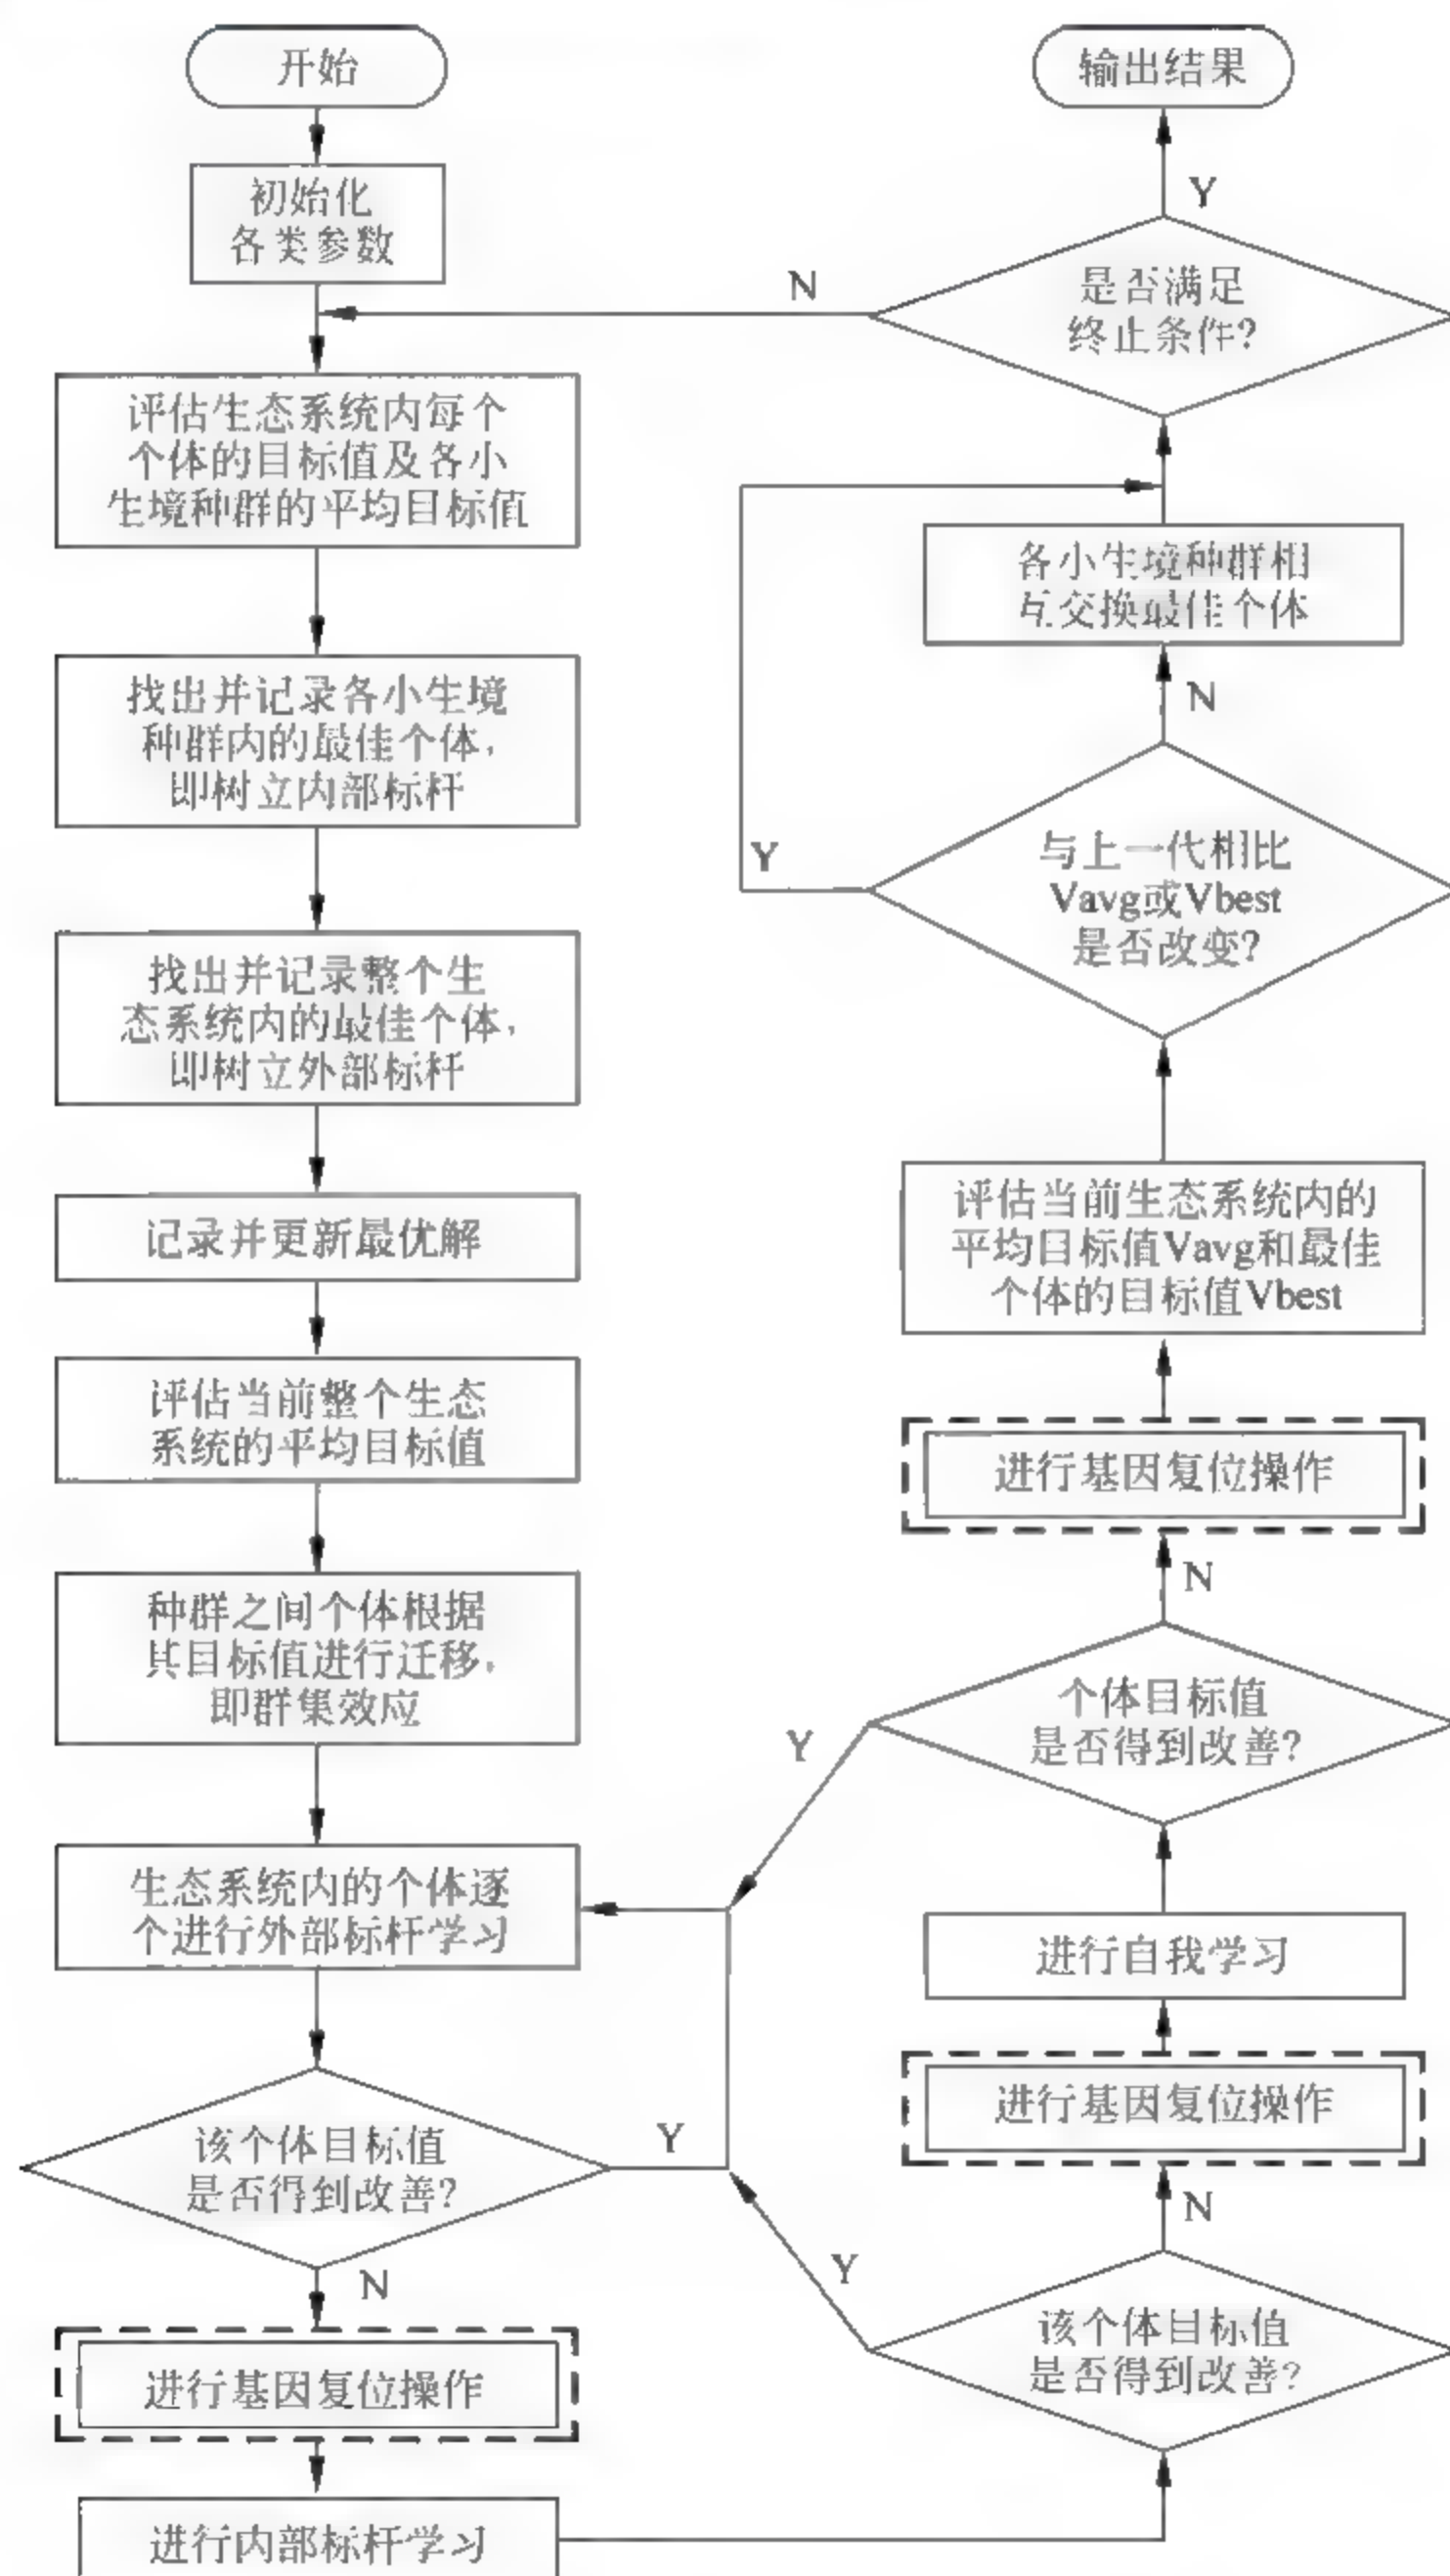 开始
初始化
各类参数
评估生态系统内每个
个体的目标值及各小
生境种群的平均目标值
找出并记录各小生境
种群内的最佳个体，
即树立内部标杆
找出并记录整个生
态系统内的最佳个体，
即树立外部标杆
记录并更新最优解
评估当前整个生态
系统的平均目标值
种群之间个体根据
其目标值进行迁移，
即群集效应
生态系统内的个体逐
个进行外部标杆学习
该个体目标值
是否得到改善?
Y
N
进行基因复位操作
进行内部标杆学习
该个体目标值
是否得到改善?
Y
N
进行基因复位操作
进行自我学习
个体目标值
是否得到改善?
Y
N
进行基因复位操作
评估当前生态系统内的
平均目标值Vavg和最佳
个体的目标值Vbest
与上一代相比
Vavg或Vbest
是否改变?
Y
N
各小生境种群相
互交换最佳个体
是否满足
终止条件?
N
Y
输出结果